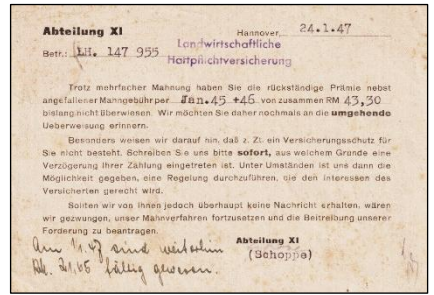 Abteilung XI
Hannover, 24.1.47
Betr.: LH. 147 955
Landwirtschaftliche
Haftpflichtversicherung
Trotz mehrfacher Mahnung haben Sie die rückständige Prämie nebst
angefallener Mahngebühr per Jan. 45 + 46 von zusammen RM 43,30
bislang nicht überwiesen. Wir möchten Sie daher nochmals an die umgehende
Ueberweisung erinnern.
Besonders weisen wir darauf hin, daß z. Zt. ein Versicherungsschutz für
Sie nicht besteht. Schreiben Sie uns bitte sofort, aus welchem Grunde eine
Verzögerung Ihrer Zahlung eingetreten ist. Unter Umständen ist uns dann die
Möglichkeit gegeben, eine Regelung durchzuführen, die den Interessen des
Versicherten gerecht wird.
Sollten wir von Ihnen jedoch überhaupt keine Nachricht erhalten, wären
wir gezwungen, unser Mahnverfahren fortzusetzen und die Beitreibung unserer
Forderung zu beantragen.
Abteilung XI
(Schoppe)
Am 1/1.47 sind weiterhin
RM. 21,65 fällig gewesen.